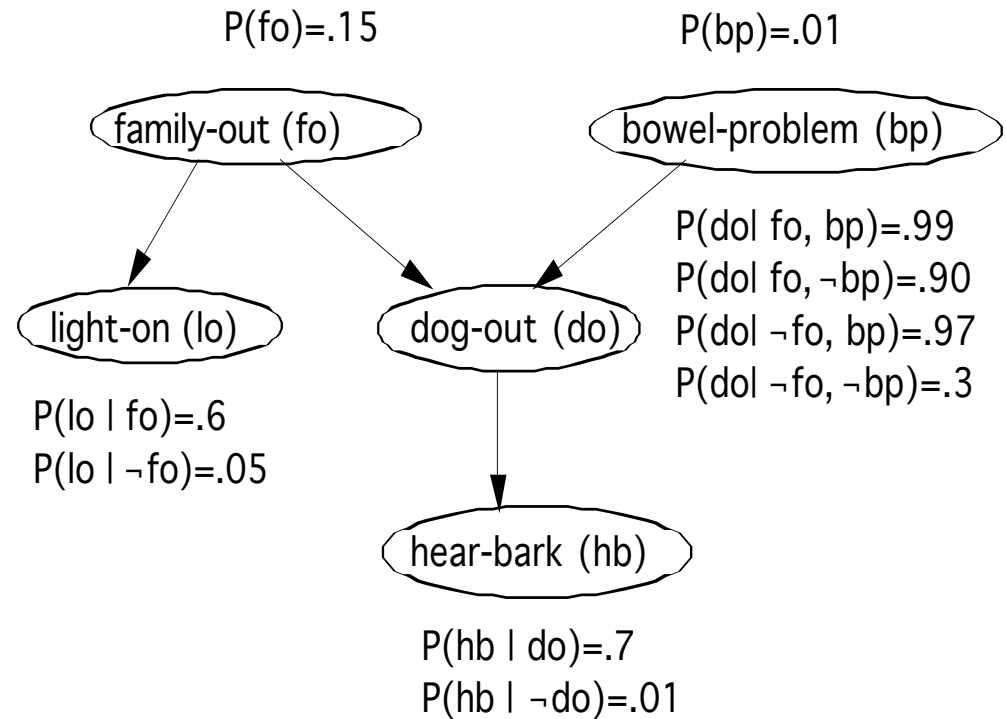 P(fo)=.15
P(bp)=.01
family-out (fo)
bowel-problem (bp)
P(do| fo, bp)=.99
P(do| fo, ¬bp)=.90
P(do| ¬fo, bp)=.97
P(do| ¬fo, ¬bp)=.3
light-on (lo)
dog-out (do)
P(lo | fo)=.6
P(lo | ¬fo)=.05
hear-bark (hb)
P(hb | do)=.7
P(hb | ¬do)=.01